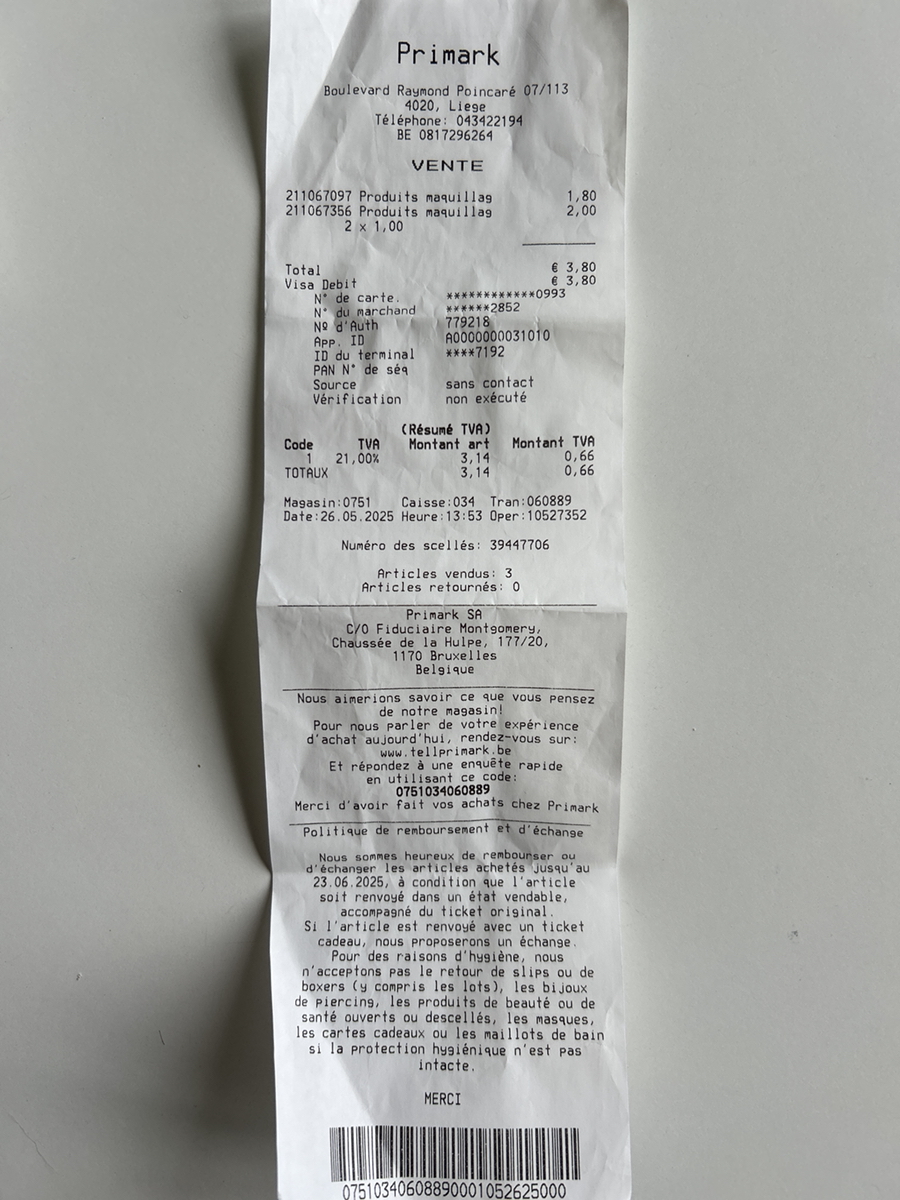 Primark
Boulevard Raymond Poincaré 07/113
4020, Liege
Téléphone: 043422194
BE 0817296264
VENTE
211067097 Produits maquillag 1,80
211067356 Produits maquillag 2,00
2 x 1,00
Total € 3,80
Visa Debit € 3,80
N° de carte. ************0993
N° du marchand ******2852
Nº d'Auth 779218
App. ID A0000000031010
ID du terminal ****7192
PAN N° de séq
Source sans contact
Vérification non exécuté
(Résumé TVA)
Code TVA Montant art Montant TVA
1 21,00% 3,14 0,66
TOTAUX 3,14 0,66
Magasin:0751 Caisse:034 Tran:060889
Date:26.05.2025 Heure:13:53 Oper:10527352
Numéro des scellés: 39447706
Articles vendus: 3
Articles retournés: 0
Primark SA
C/O Fiduciaire Montgomery,
Chaussée de la Hulpe, 177/20,
1170 Bruxelles
Belgique
Nous aimerions savoir ce que vous pensez
de notre magasin!
Pour nous parler de votre expérience
d'achat aujourd'hui, rendez-vous sur:
www.tellprimark.be
Et répondez à une enquête rapide
en utilisant ce code:
0751034060889
Merci d'avoir fait vos achats chez Primark
Politique de remboursement et d'échange
Nous sommes heureux de rembourser ou
d'échanger les articles achetés jusqu'au
23.06.2025, à condition que l'article
soit renvoyé dans un état vendable,
accompagné du ticket original.
Si l'article est renvoyé avec un ticket
cadeau, nous proposerons un échange.
Pour des raisons d'hygiène, nous
n'acceptons pas le retour de slips ou de
boxers (y compris les lots), les bijoux
de piercing, les produits de beauté ou de
santé ouverts ou descellés, les masques,
les cartes cadeaux ou les maillots de bain
si la protection hygiénique n'est pas
intacte.
MERCI
07510340608890001052625000